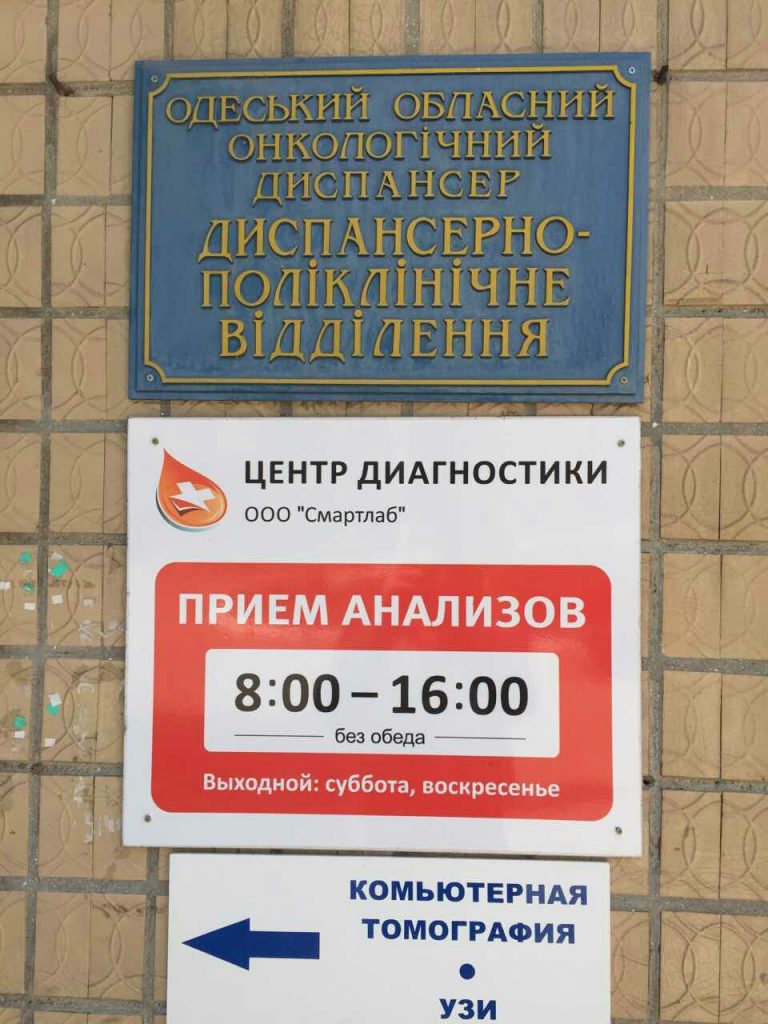 ОДЕСЬКИЙ ОБЛАСНИЙ
ОНКОЛОГІЧНИЙ
ДИСПАНСЕР
ДИСПАНСЕРНО-
ПОЛІКЛІНІЧНЕ
ВІДДІЛЕННЯ
ЦЕНТР ДИАГНОСТИКИ
ООО "Смартлаб"
ПРИЕМ АНАЛИЗОВ
8:00 – 16:00
без обеда
Выходной: суббота, воскресенье
КОМЬЮТЕРНАЯ
ТОМОГРАФИЯ
•
УЗИ